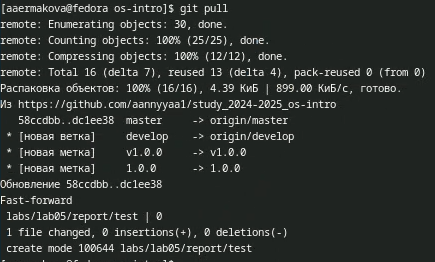 [aaermakova@fedora os-intro]$ git pull
remote: Enumerating objects: 30, done.
remote: Counting objects: 100% (25/25), done.
remote: Compressing objects: 100% (12/12), done.
remote: Total 16 (delta 7), reused 13 (delta 4), pack-reused 0 (from 0)
Распаковка объектов: 100% (16/16), 4.39 КиБ | 899.00 КиБ/с, готово.
Из https://github.com/aannyyaal/study_2024-2025_os-intro
58ccdbb..dc1ee38 master -> origin/master
* [новая ветка] develop -> origin/develop
* [новая метка] v1.0.0 -> v1.0.0
* [новая метка] 1.0.0 -> 1.0.0
Обновление 58ccdbb..dc1ee38
Fast-forward
labs/lab05/report/test | 0
1 file changed, 0 insertions(+), 0 deletions(-)
create mode 100644 labs/lab05/report/test